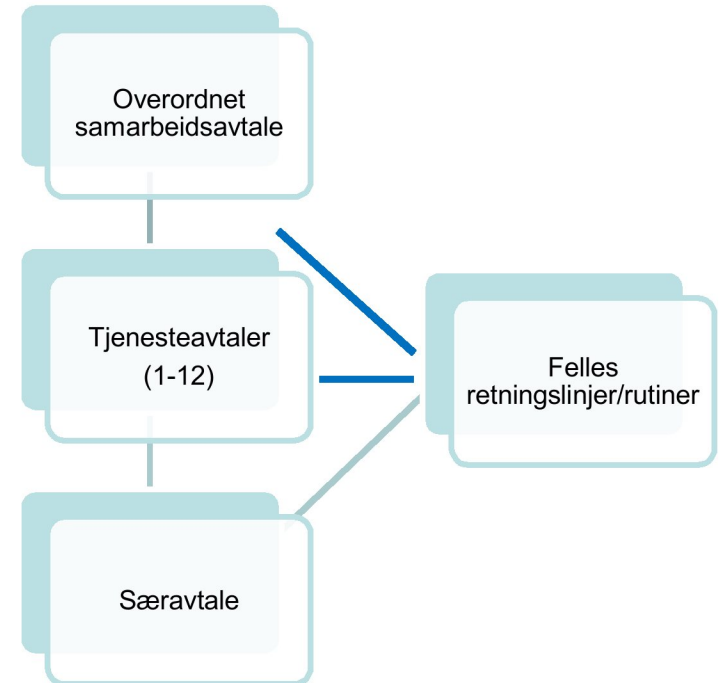 Overordnet
samarbeidsavtale
Tjenesteavtaler
(1-12)
Felles
retningslinjer/rutiner
Særavtale